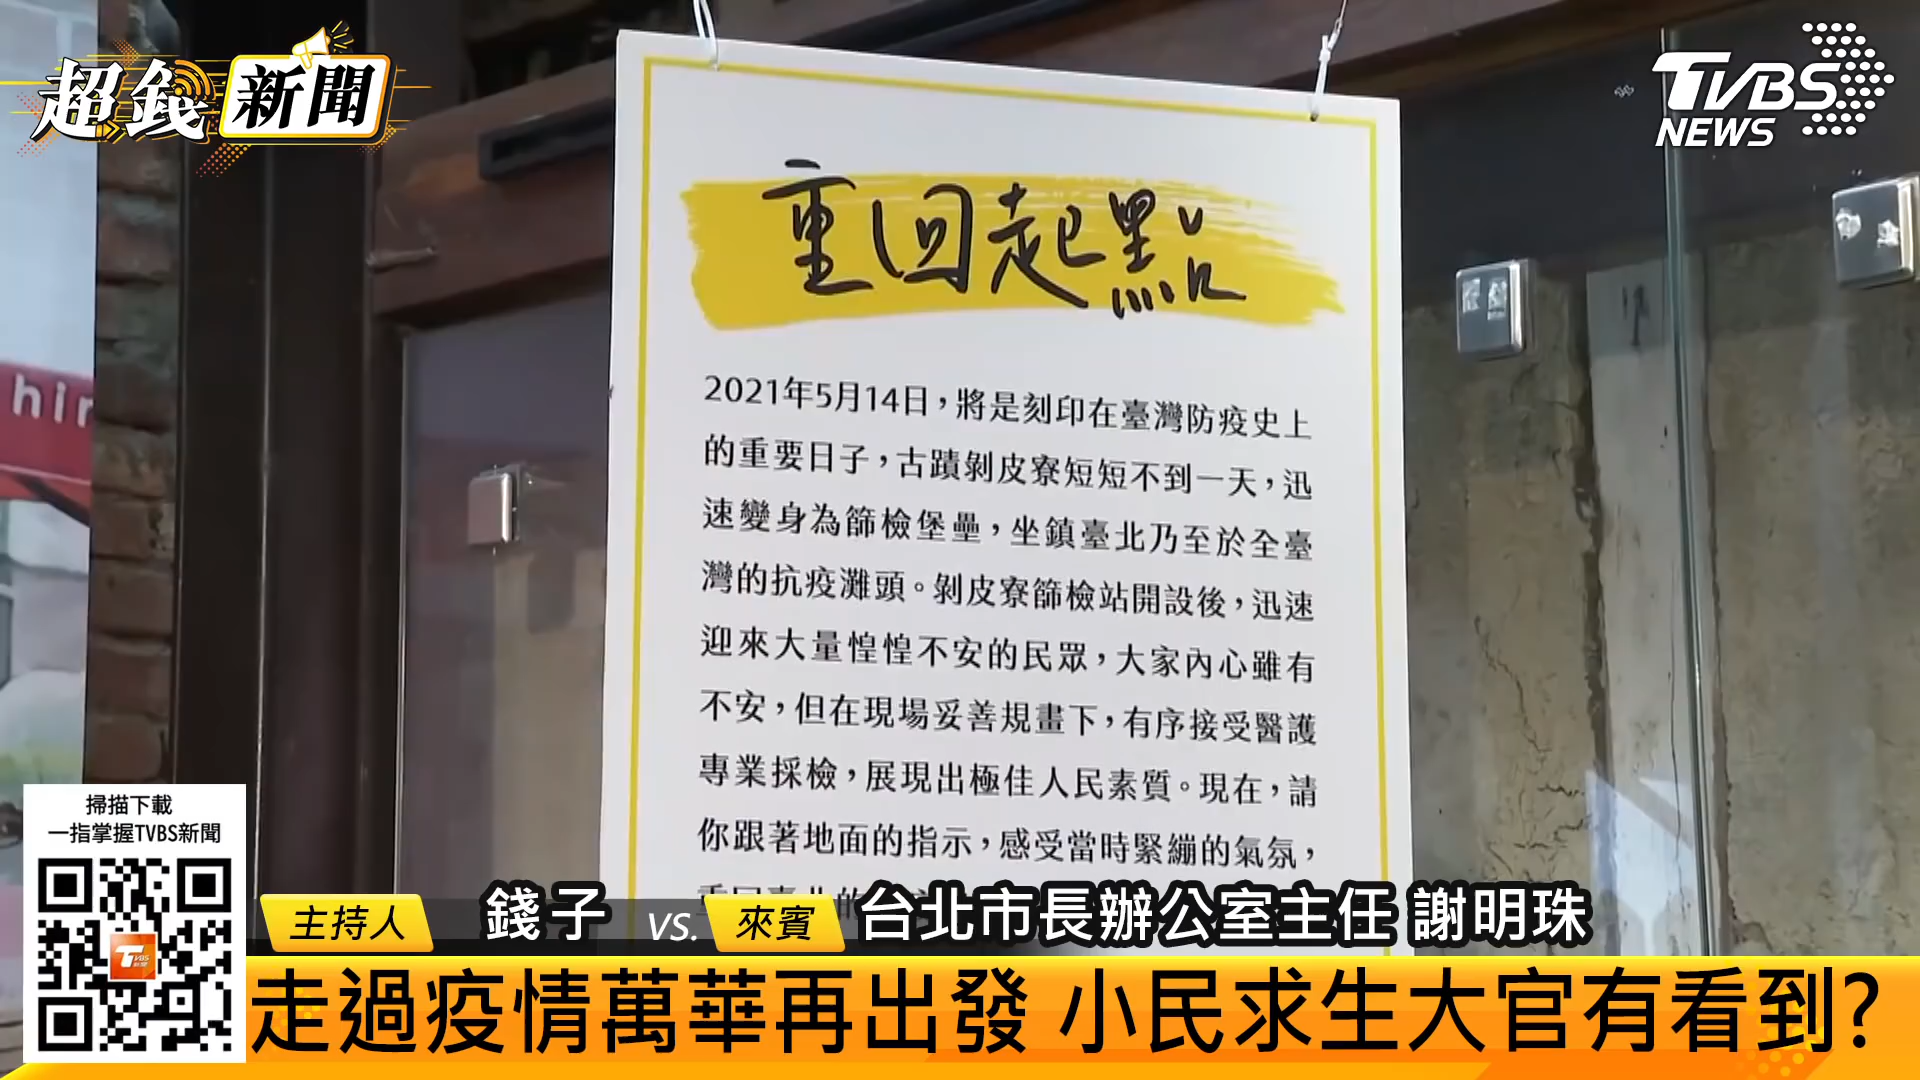 超錢新聞
TVBS
NEWS
hir
重回起點
2021年5月14日，將是刻印在臺灣防疫史上
的重要日子，古蹟剝皮寮短短不到一天，迅
速變身為篩檢堡壘，坐鎮臺北乃至於全臺
灣的抗疫灘頭。剝皮寮篩檢站開設後，迅速
迎來大量惶惶不安的民眾，大家內心雖有
不安，但在現場妥善規畫下，有序接受醫護
專業採檢，展現出極佳人民素質。現在，請
你跟著地面的指示，感受當時緊繃的氣氛，
掃描下載
一指掌握TVBS新聞
主持人 錢子 vs. 來賓 台北市長辦公室主任 謝明珠
走過疫情萬華再出發 小民求生大官有看到?